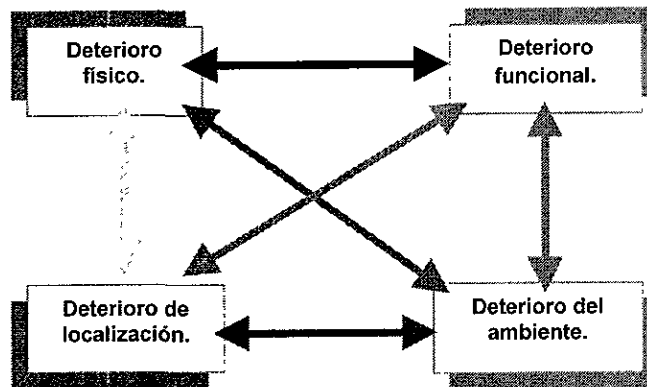 Deterioro
físico.
Deterioro
funcional.
Deterioro de
localización.
Deterioro del
ambiente.